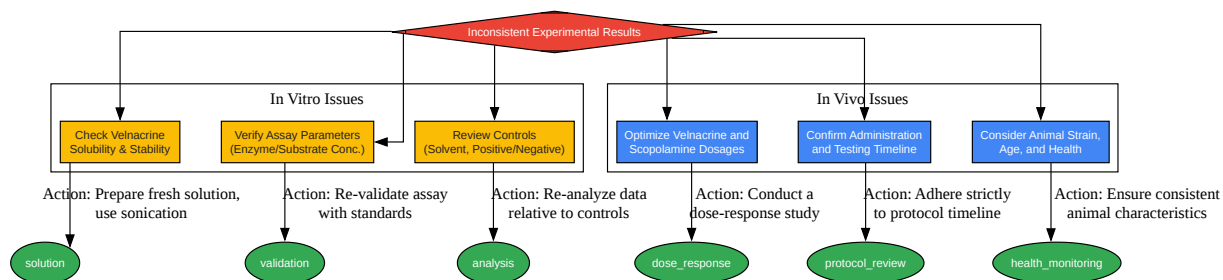 Inconsistent Experimental Results
In Vitro Issues
In Vivo Issues
Check Velnacrine
Solubility & Stability
Verify Assay Parameters
(Enzyme/Substrate Conc.)
Review Controls
(Solvent, Positive/Negative)
Optimize Velnacrine and
Scopolamine Dosages
Confirm Administration
and Testing Timeline
Consider Animal Strain,
Age, and Health
Action: Prepare fresh solution,
use sonication
Action: Re-validate assay
with standards
Action: Re-analyze data
relative to controls
Action: Conduct a
dose-response study
Action: Adhere strictly
to protocol timeline
Action: Ensure consistent
animal characteristics
solution
validation
analysis
dose_response
protocol_review
health_monitoring